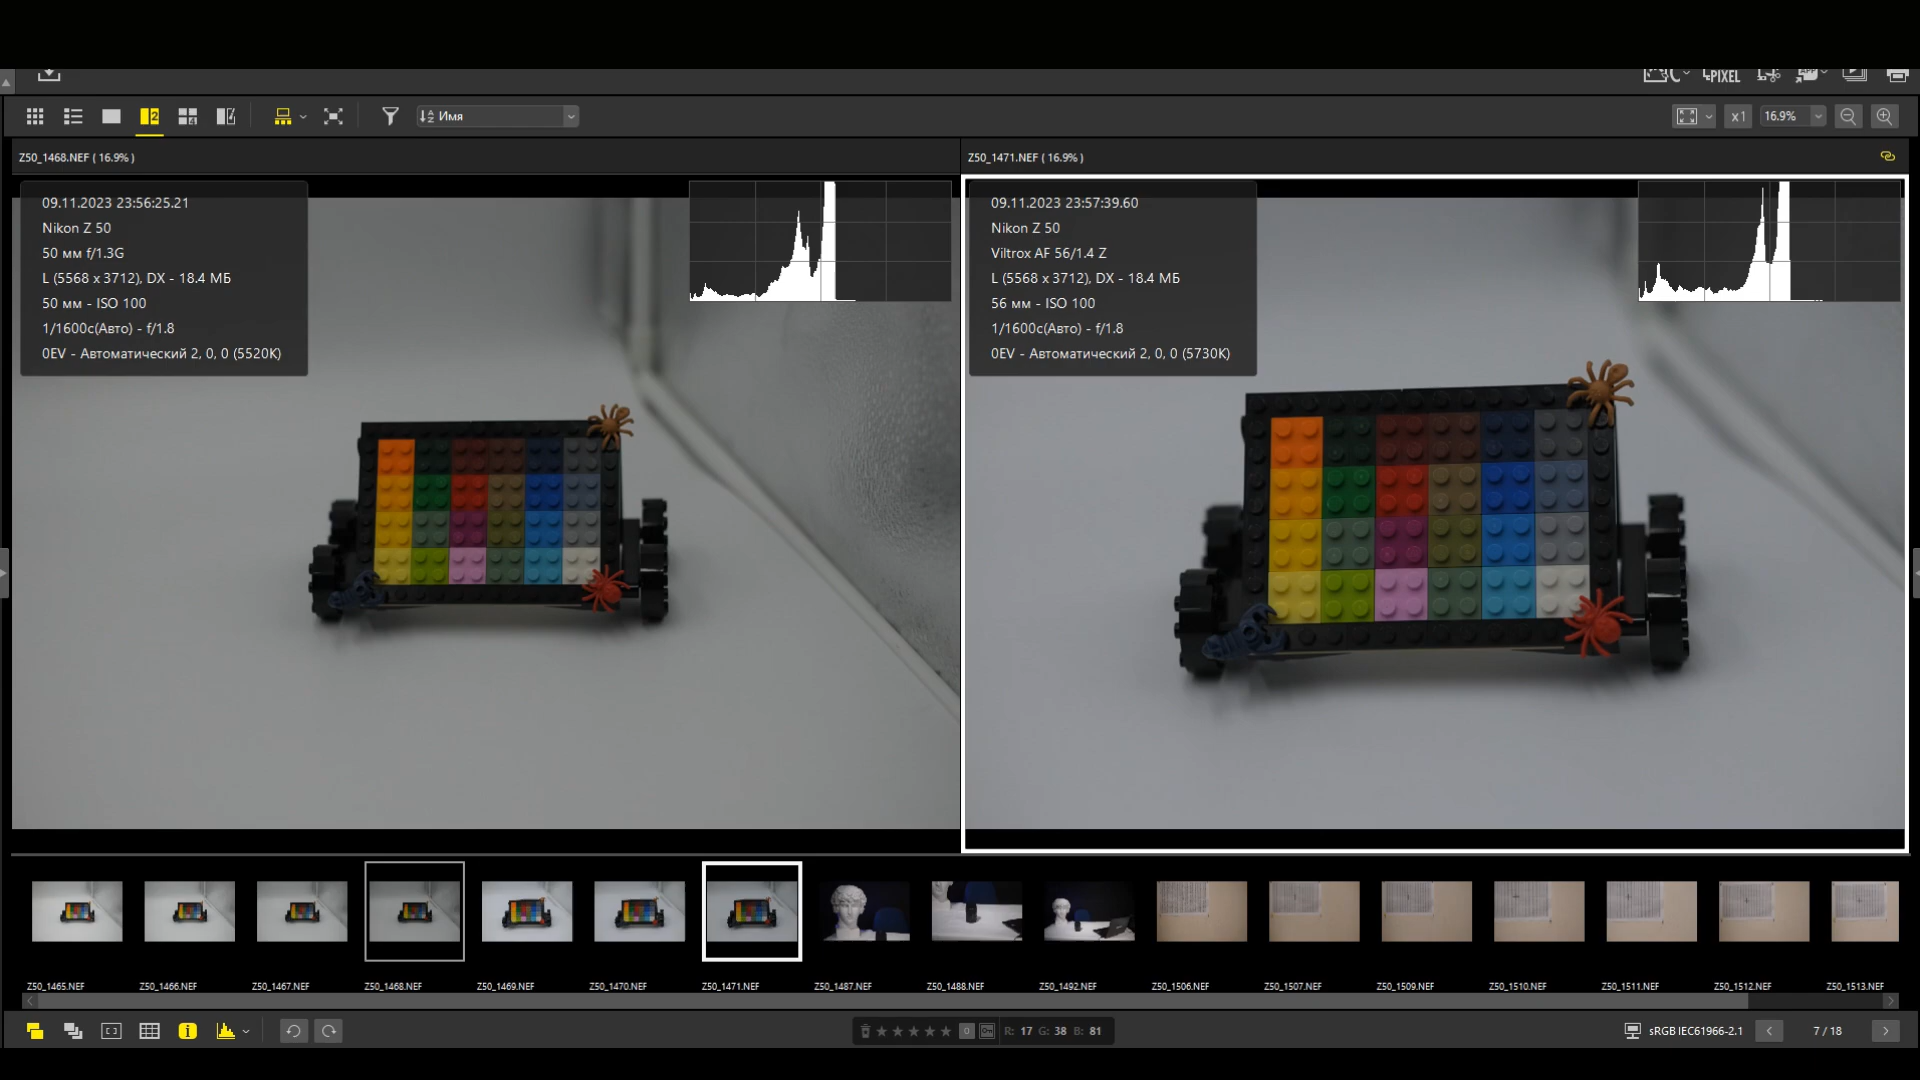 PIXEL
2
4
Имя
x1
16.9%
Z50_1468.NEF ( 16.9% )
Z50_1471.NEF ( 16.9% )
09.11.2023 23:56:25.21
Nikon Z 50
50 мм f/1.3G
L (5568 x 3712), DX - 18.4 МБ
50 мм - ISO 100
1/1600с(Авто) - f/1.8
0EV - Автоматический 2, 0, 0 (5520K)
09.11.2023 23:57:39.60
Nikon Z 50
Viltrox AF 56/1.4 Z
L (5568 x 3712), DX - 18.4 МБ
56 мм - ISO 100
1/1600с(Авто) - f/1.8
0EV - Автоматический 2, 0, 0 (5730K)
Z50_1465.NEF
Z50_1466.NEF
Z50_1467.NEF
Z50_1468.NEF
Z50_1469.NEF
Z50_1470.NEF
Z50_1471.NEF
Z50_1487.NEF
Z50_1488.NEF
Z50_1492.NEF
Z50_1506.NEF
Z50_1507.NEF
Z50_1509.NEF
Z50_1510.NEF
Z50_1511.NEF
Z50_1512.NEF
Z50_1513.NEF
0
R: 17 G: 38 B: 81
sRGB IEC61966-2.1
7 / 18